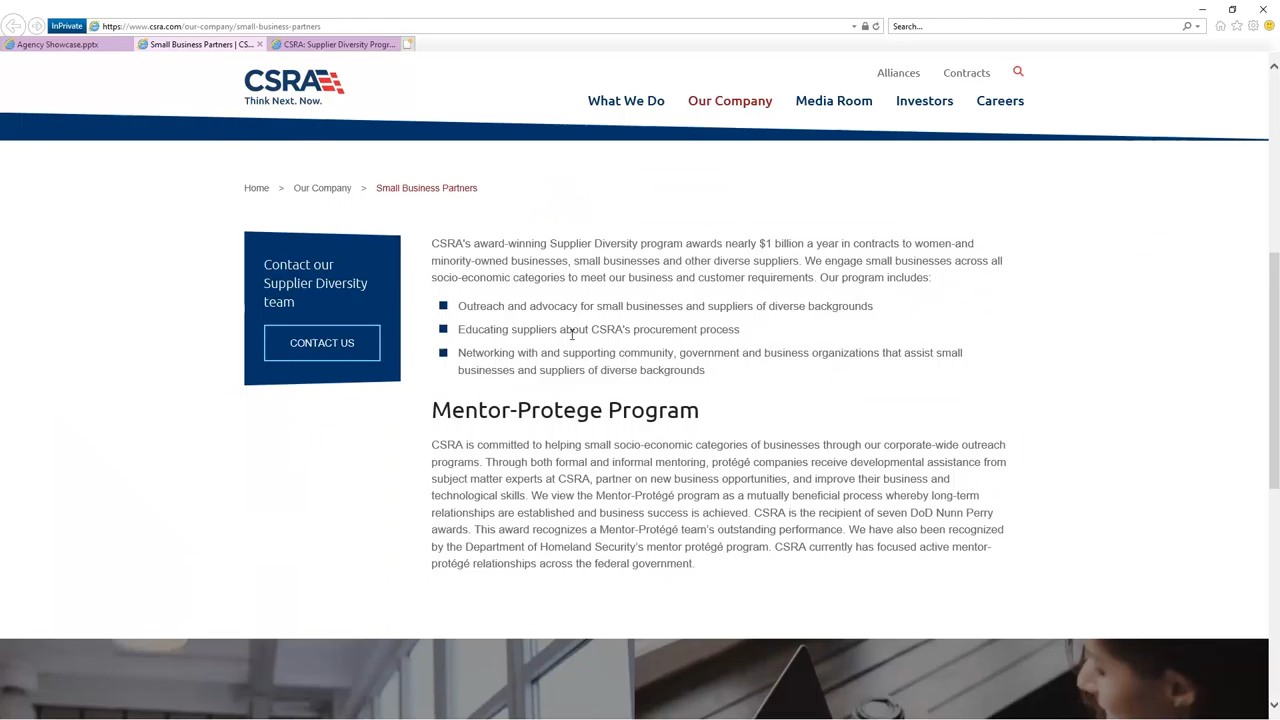 InPrivate https://www.csra.com/our-company/small-business-partners Search...
Agency Showcase.pptx Small Business Partners | CS... CSRA: Supplier Diversity Progr...
CSRA
Think Next. Now.
Alliances Contracts
What We Do Our Company Media Room Investors Careers
Home > Our Company > Small Business Partners
Contact our
Supplier Diversity
team
CONTACT US
CSRA's award-winning Supplier Diversity program awards nearly $1 billion a year in contracts to women-and
minority-owned businesses, small businesses and other diverse suppliers. We engage small businesses across all
socio-economic categories to meet our business and customer requirements. Our program includes:
Outreach and advocacy for small businesses and suppliers of diverse backgrounds
Educating suppliers about CSRA's procurement process
Networking with and supporting community, government and business organizations that assist small
businesses and suppliers of diverse backgrounds
Mentor-Protege Program
CSRA is committed to helping small socio-economic categories of businesses through our corporate-wide outreach
programs. Through both formal and informal mentoring, protégé companies receive developmental assistance from
subject matter experts at CSRA, partner on new business opportunities, and improve their business and
technological skills. We view the Mentor-Protégé program as a mutually beneficial process whereby long-term
relationships are established and business success is achieved. CSRA is the recipient of seven DoD Nunn Perry
awards. This award recognizes a Mentor-Protégé team's outstanding performance. We have also been recognized
by the Department of Homeland Security's mentor protégé program. CSRA currently has focused active mentor-
protégé relationships across the federal government.